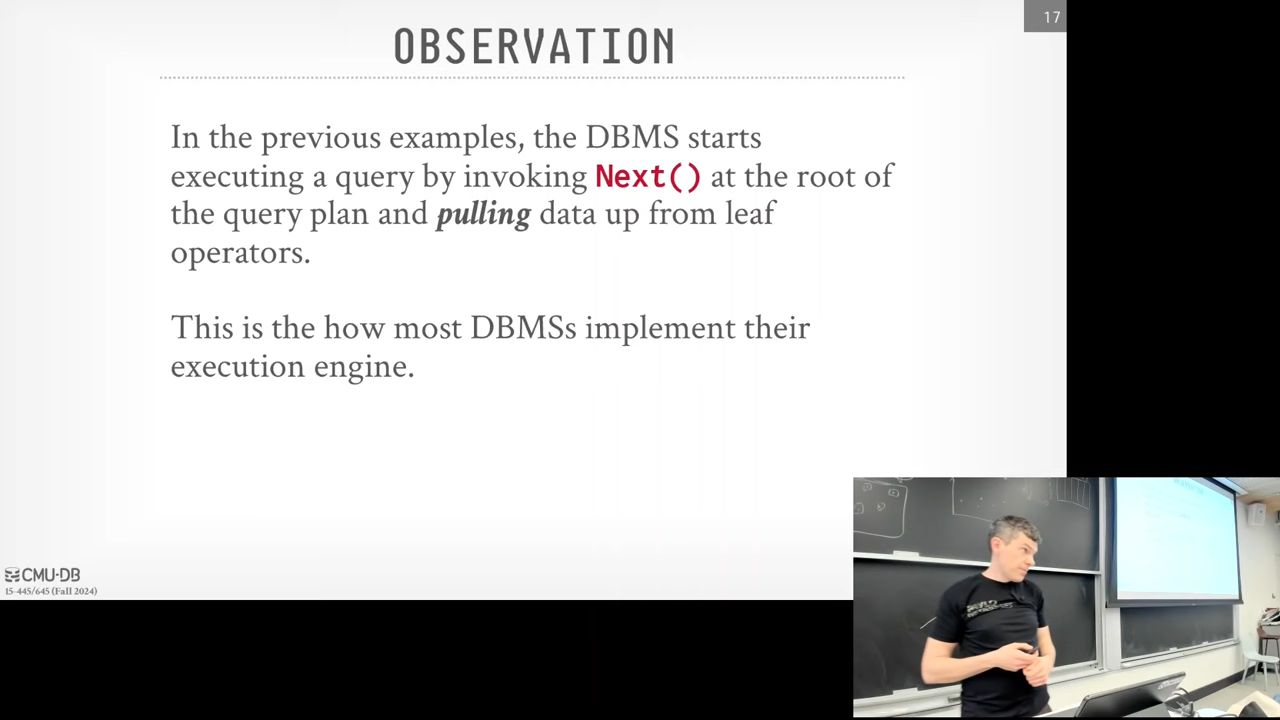 17
OBSERVATION
In the previous examples, the DBMS starts
executing a query by invoking Next() at the root of
the query plan and pulling data up from leaf
operators.
This is the how most DBMSs implement their
execution engine.
CMU·DB
15-445/645 (Fall 2024)